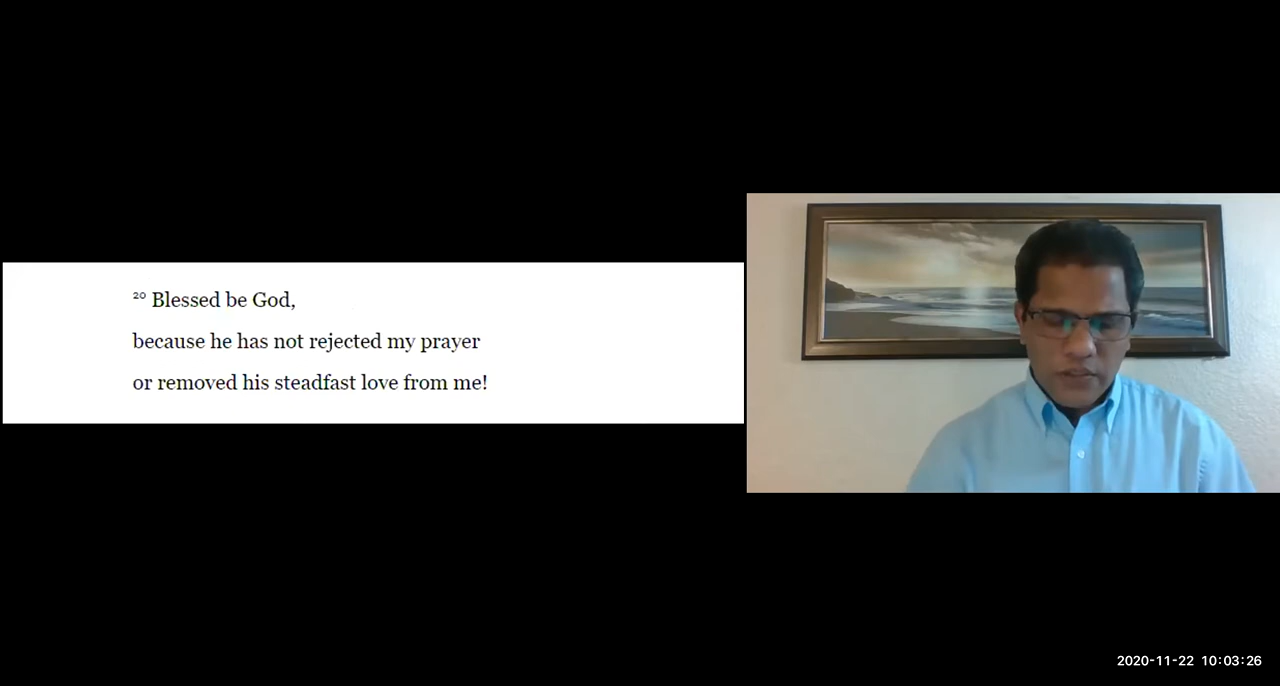 ²⁰ Blessed be God,
because he has not rejected my prayer
or removed his steadfast love from me!
2020-11-22 10:03:26